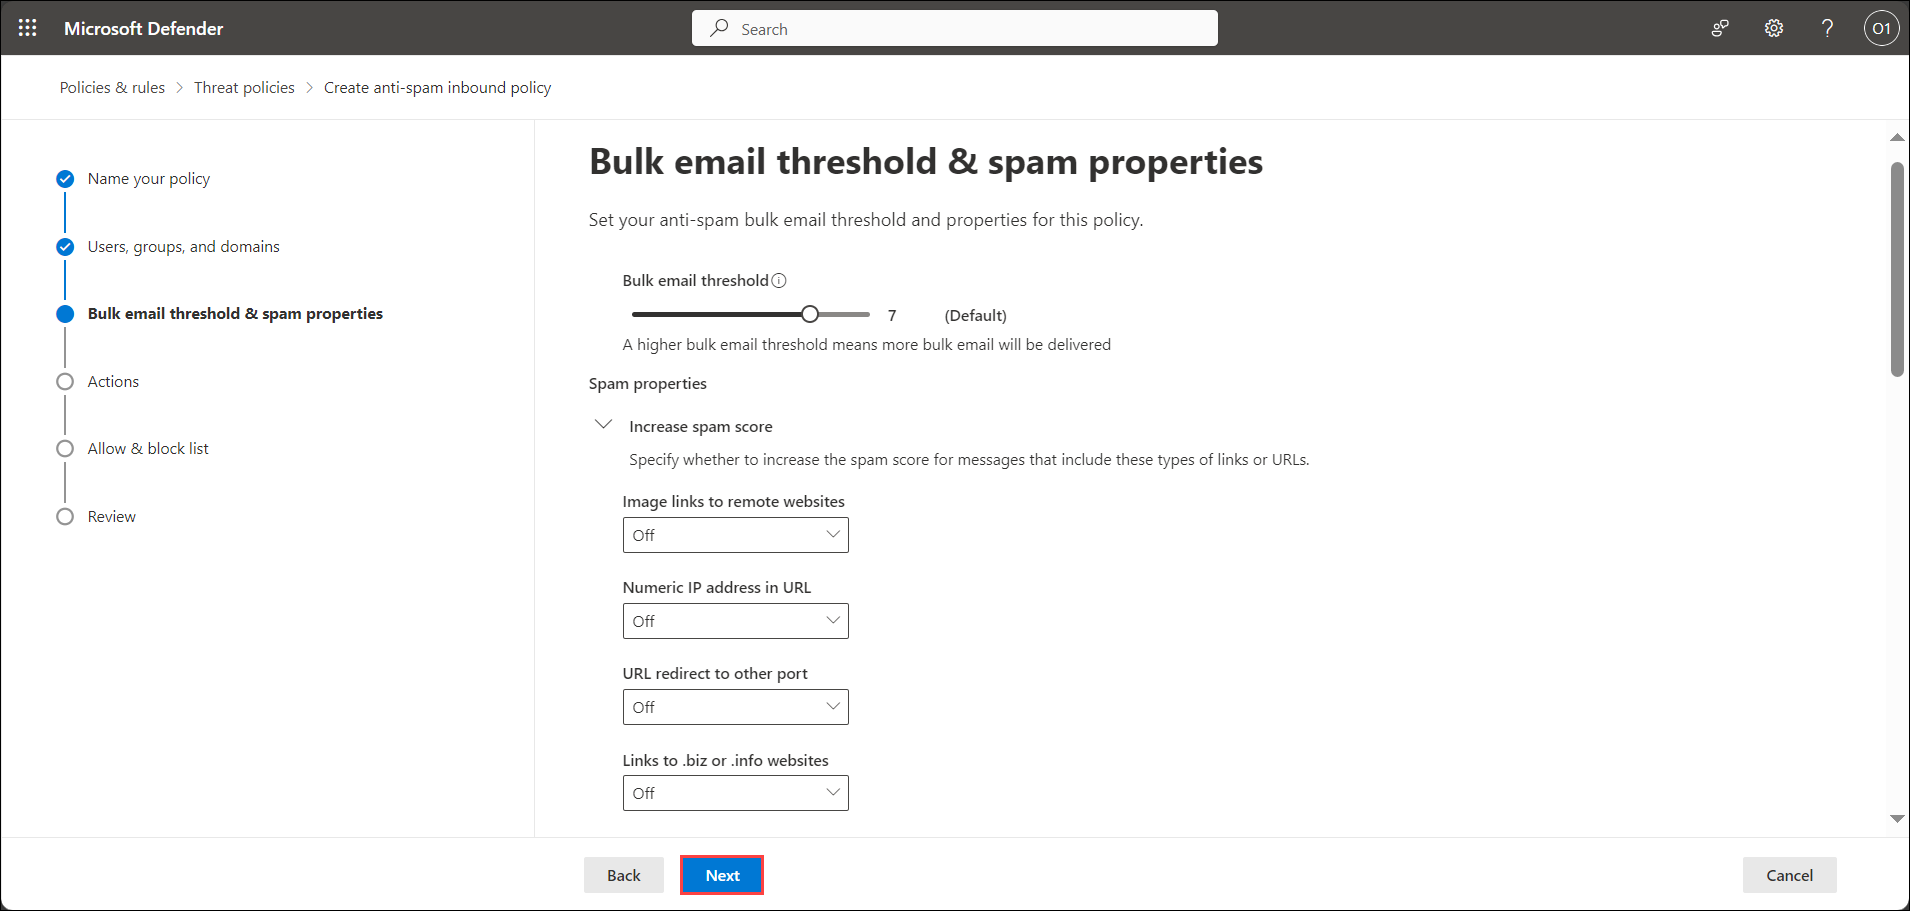 Microsoft Defender
Search
O1
Policies & rules > Threat policies > Create anti-spam inbound policy
Name your policy
Users, groups, and domains
Bulk email threshold & spam properties
Actions
Allow & block list
Review
Bulk email threshold & spam properties
Set your anti-spam bulk email threshold and properties for this policy.
Bulk email threshold
7 (Default)
A higher bulk email threshold means more bulk email will be delivered
Spam properties
Increase spam score
Specify whether to increase the spam score for messages that include these types of links or URLs.
Image links to remote websites
Off
Numeric IP address in URL
Off
URL redirect to other port
Off
Links to .biz or .info websites
Off
Back
Next
Cancel